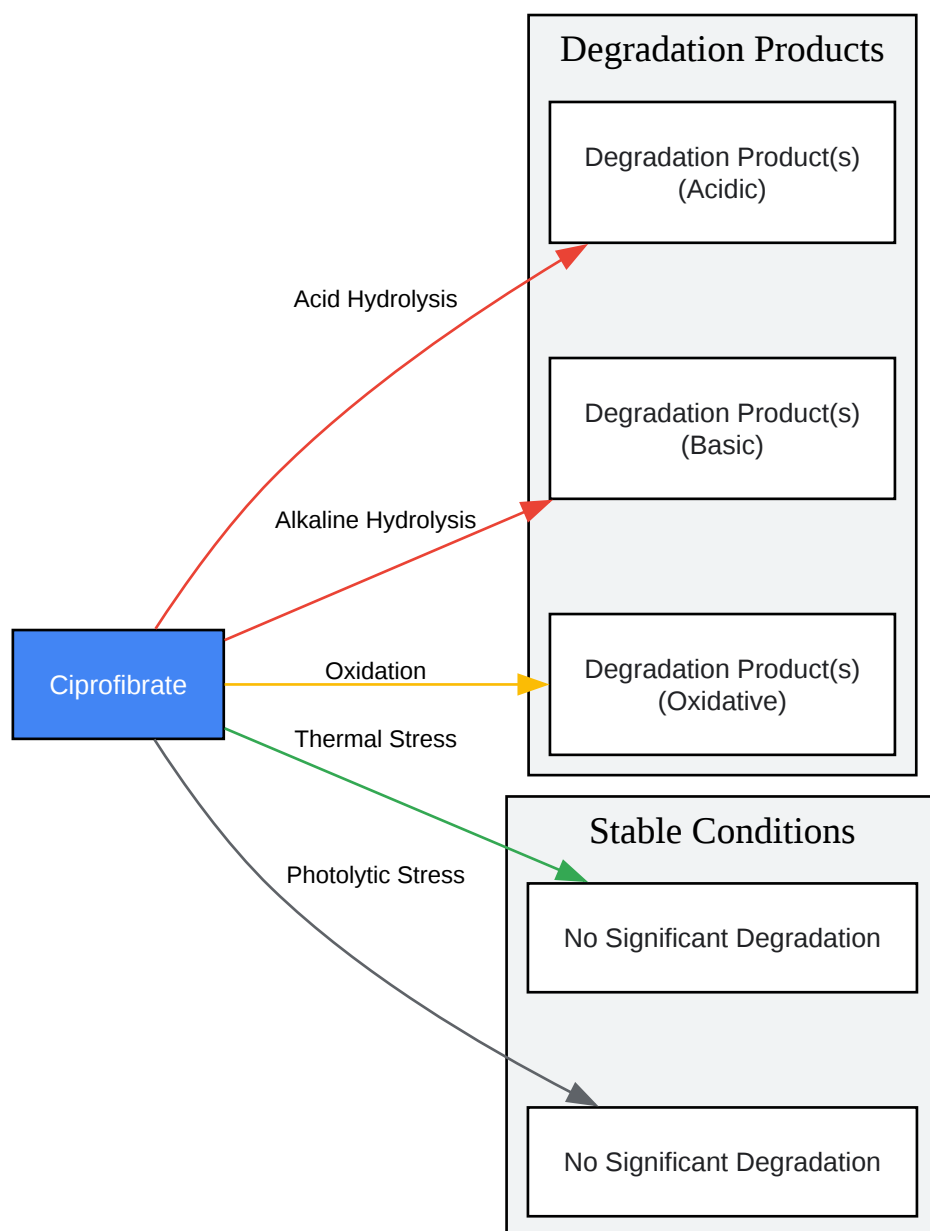 Degradation Products
Degradation Product(s)
(Acidic)
Acid Hydrolysis
Degradation Product(s)
(Basic)
Alkaline Hydrolysis
Ciprofibrate
Oxidation
Degradation Product(s)
(Oxidative)
Thermal Stress
Stable Conditions
Photolytic Stress
No Significant Degradation
No Significant Degradation